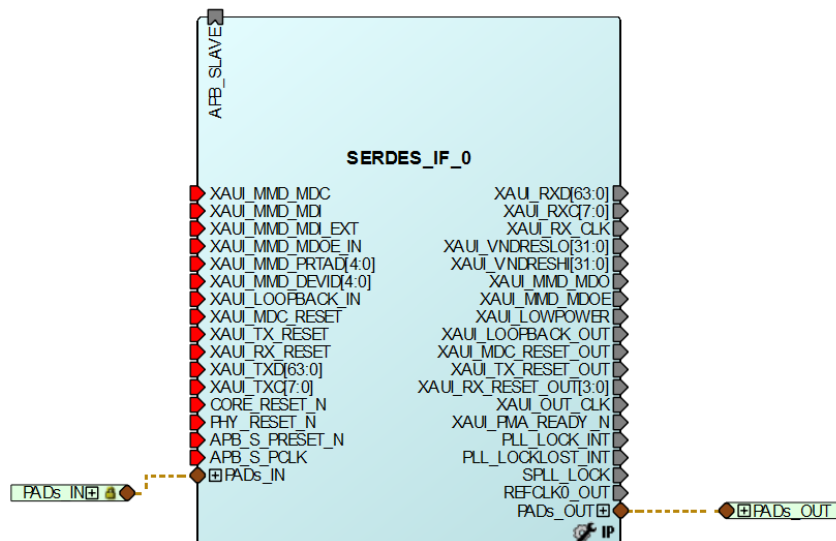 APB_SLAVE
SERDES_IF_0
XAUI_MMD_MDC
XAUI_MMD_MDI
XAUI_MMD_MDI_EXT
XAUI_MMD_MDOE_IN
XAUI_MMD_PRTAD[4:0]
XAUI_MMD_DEVID[4:0]
XAUI_LOOPBACK_IN
XAUI_MDC_RESET
XAUI_TX_RESET
XAUI_RX_RESET
XAUI_TXD[63:0]
XAUI_TXC[7:0]
CORE_RESET_N
PHY_RESET_N
APB_S_PRESET_N
APB_S_PCLK
PADs_IN
PADs_IN
XAUI_RXD[63:0]
XAUI_RXC[7:0]
XAUI_RX_CLK
XAUI_VNDRESLO[31:0]
XAUI_VNDRESHI[31:0]
XAUI_MMD_MDO
XAUI_MMD_MDOE
XAUI_LOWPOWER
XAUI_LOOPBACK_OUT
XAUI_MDC_RESET_OUT
XAUI_TX_RESET_OUT
XAUI_RX_RESET_OUT[3:0]
XAUI_OUT_CLK
XAUI_PMA_READY_N
PLL_LOCK_INT
PLL_LOCKLOST_INT
SPLL_LOCK
REFCLK0_OUT
PADs_OUT
PADs_OUT
IP